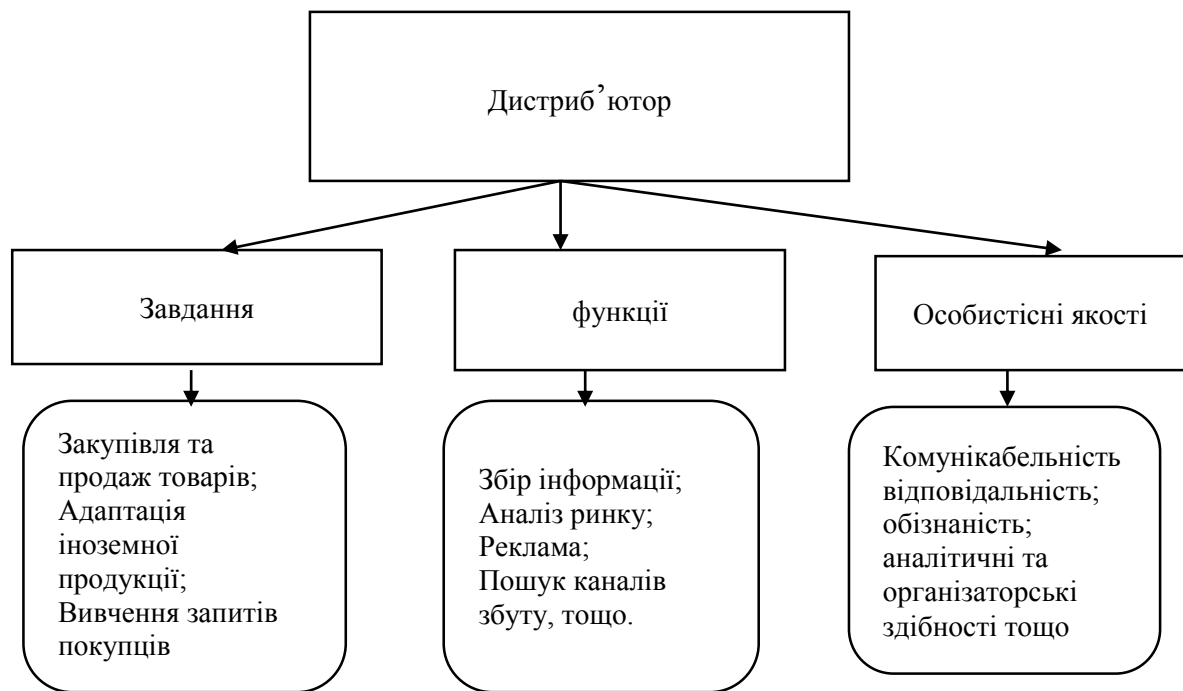 Дистриб’ютор
Завдання
функції
Особистісні якості
Закупівля та
продаж товарів;
Адаптація
іноземної
продукції;
Вивчення запитів
покупців
Збір інформації;
Аналіз ринку;
Реклама;
Пошук каналів
збуту, тощо.
Комунікабельність
відповідальність;
обізнаність;
аналітичні та
організаторські
здібності тощо